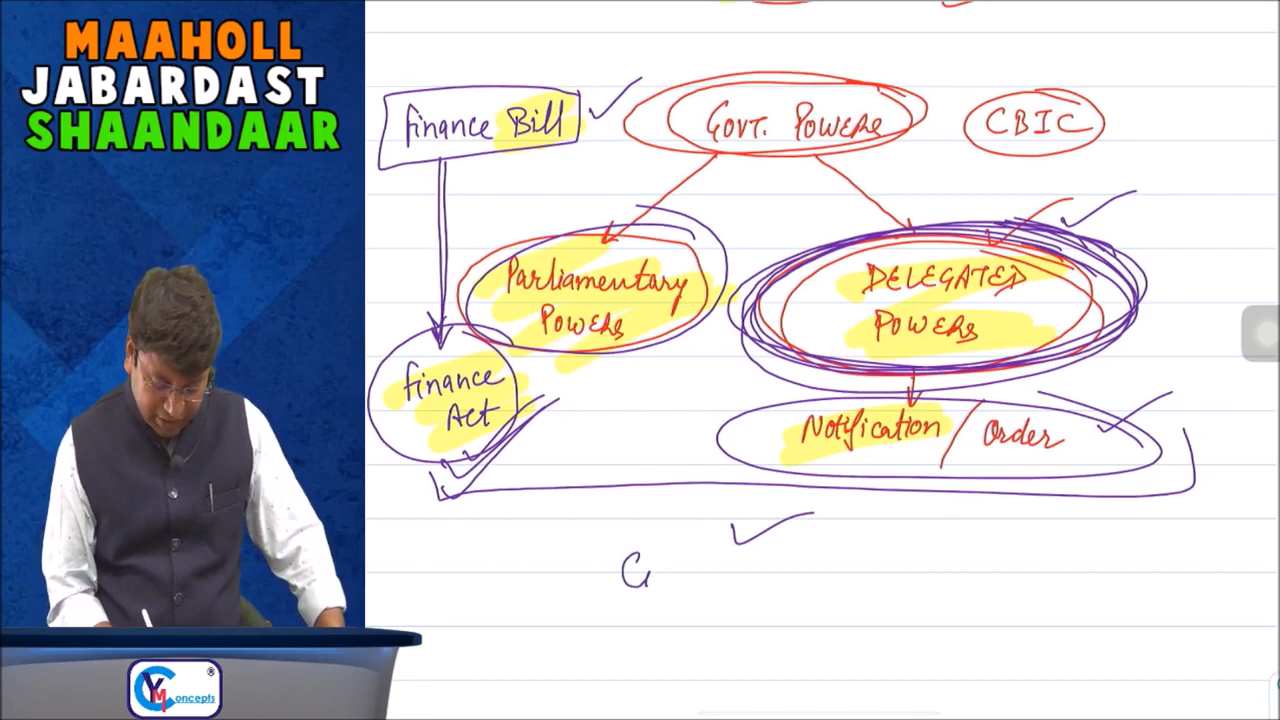 MAAHOLL
JABARDAST
SHAANDAAR
Finance Bill
GOVT. POWERS
CBIC
Parliamentary
POWERS
DELEGATED
POWERS
Finance
Act
Notification / Order
C
YM
Concepts
®